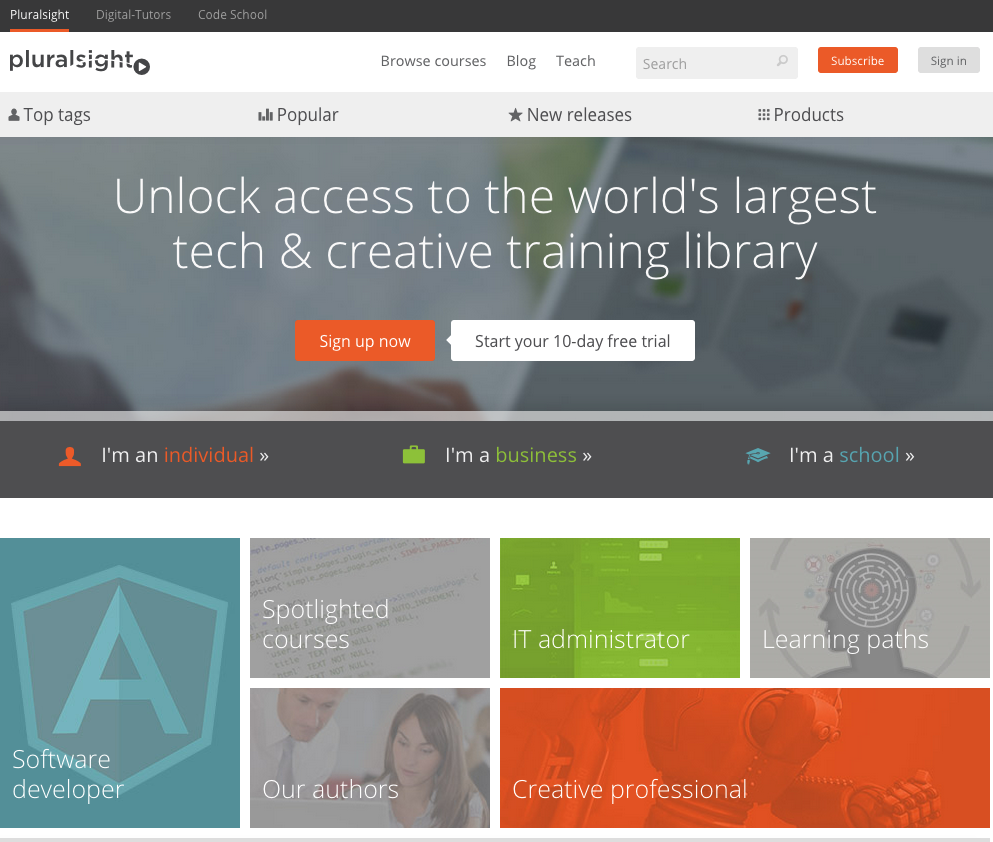 Pluralsight Digital-Tutors Code School
pluralsight Browse courses Blog Teach Search Subscribe Sign in
Top tags Popular New releases Products
Unlock access to the world's largest
tech & creative training library
Sign up now Start your 10-day free trial
I'm an individual » I'm a business » I'm a school »
Spotlighted
courses
IT administrator
Learning paths
Software
developer
Our authors
Creative professional